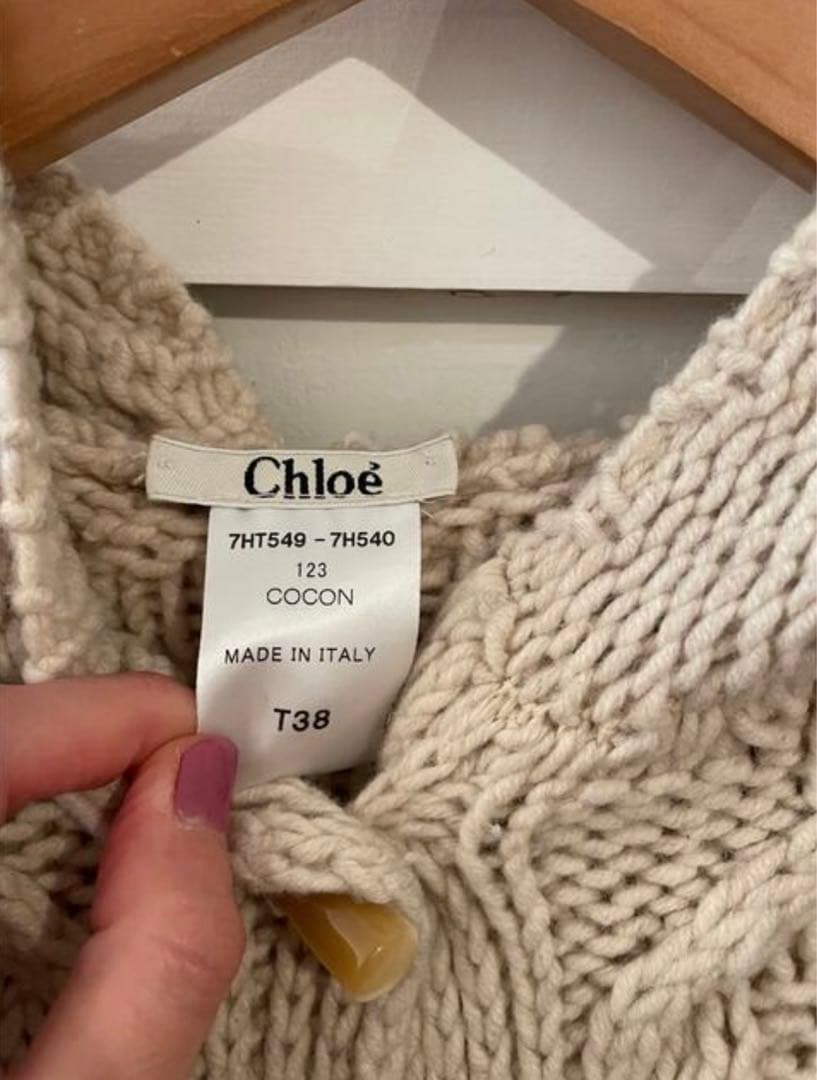 Chloé
7HT549 - 7H540
123
COCON
MADE IN ITALY
T38